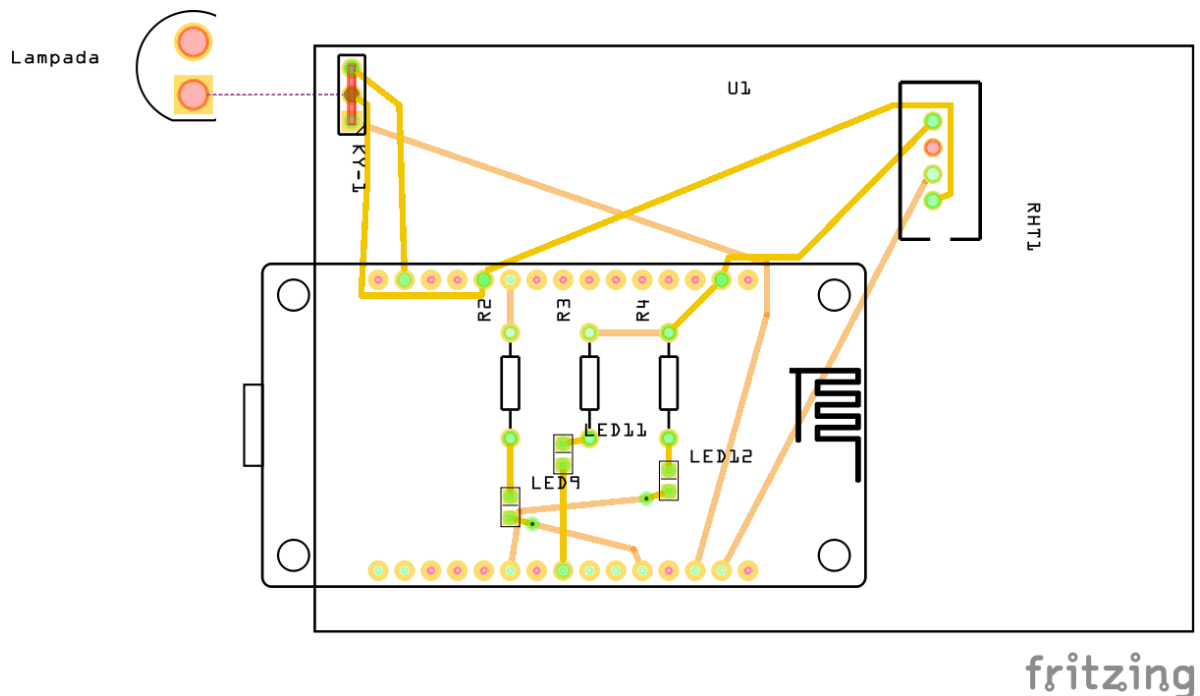 Lampada
U1
KY-1
RHT1
R2
R3
R4
LED11
LED12
LED9
fritzing